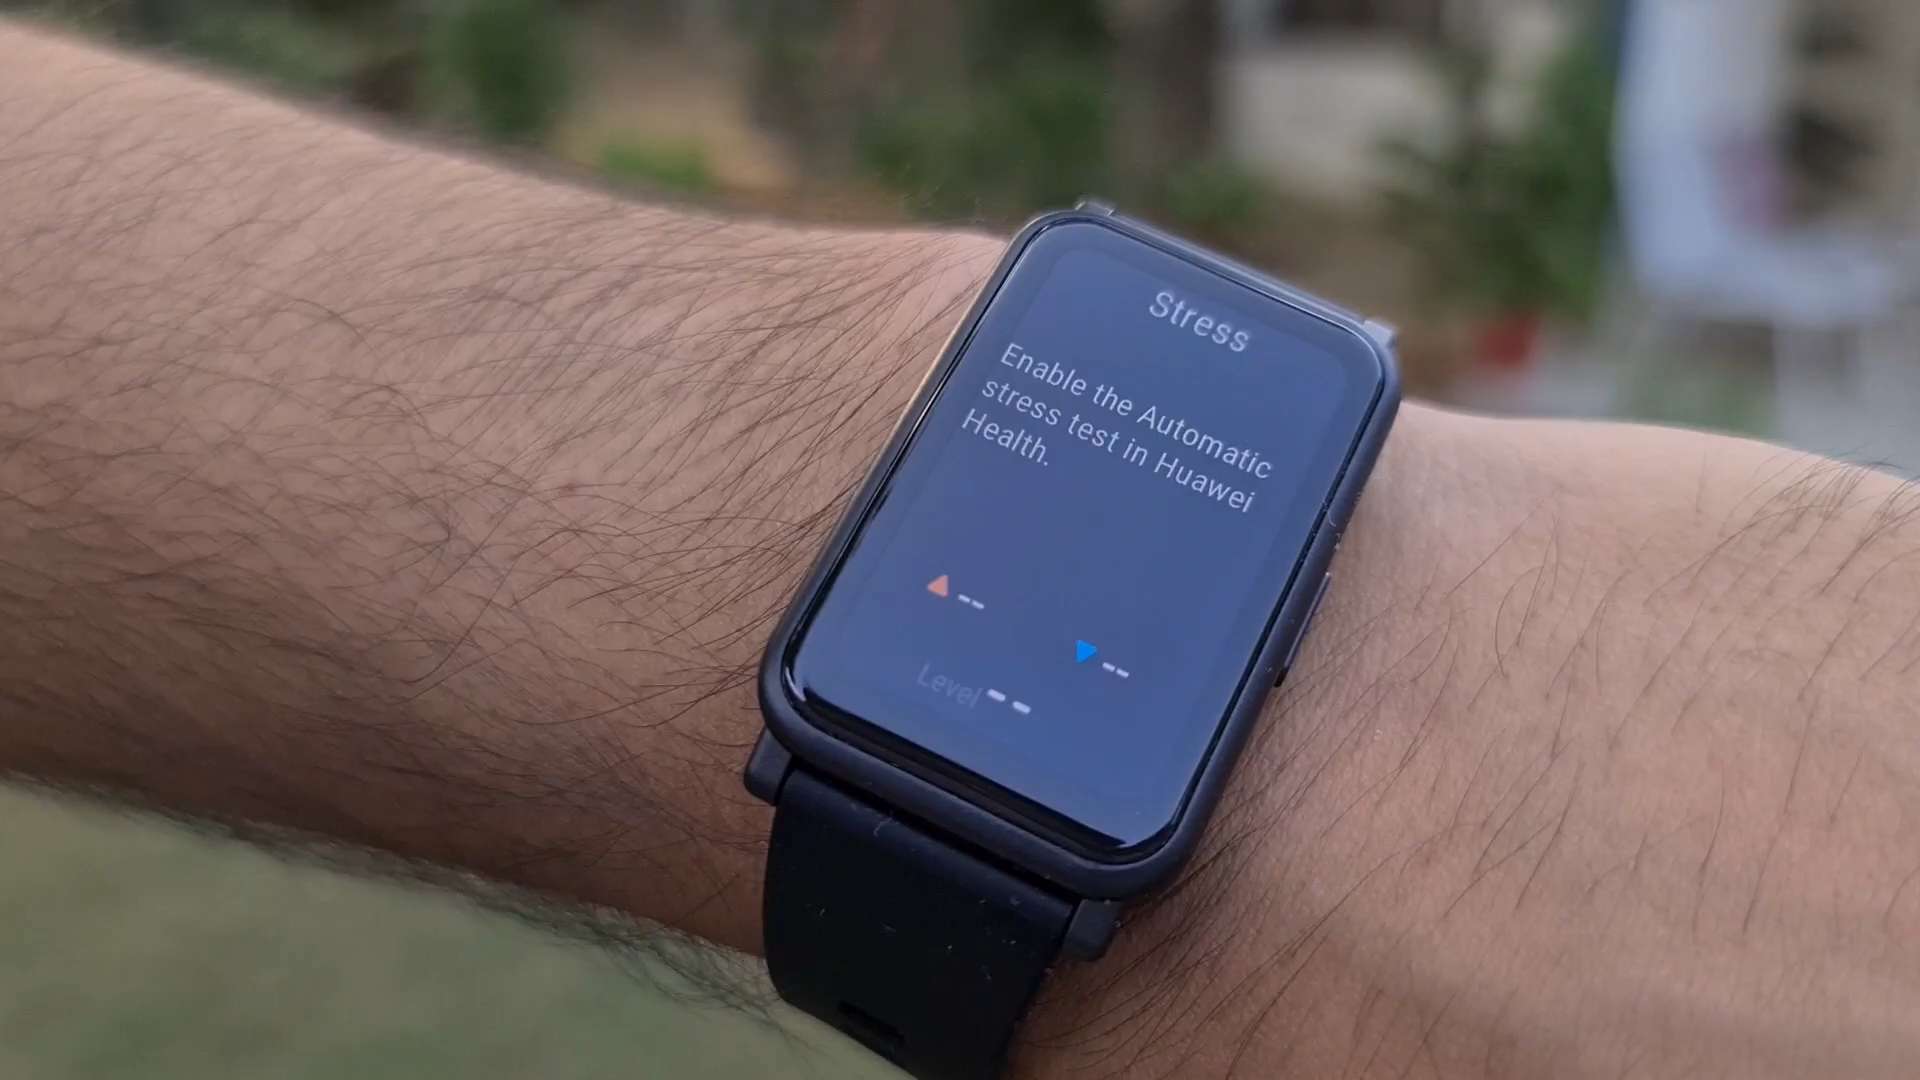 Stress
Enable the Automatic
stress test in Huawei
Health.
--
--
Level --